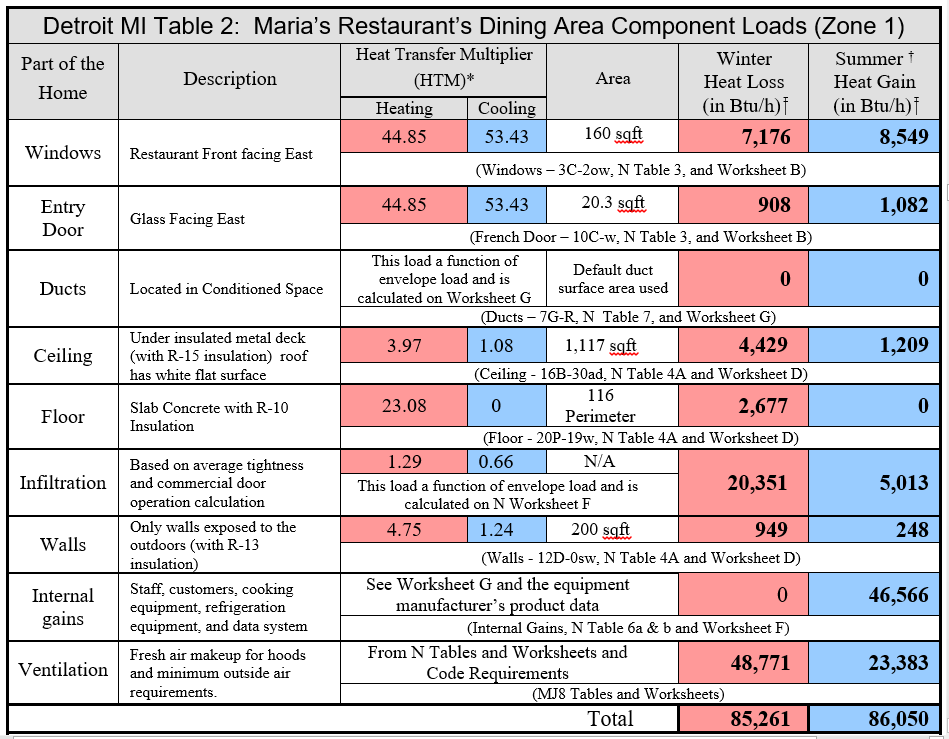 Detroit MI Table 2: Maria's Restaurant's Dining Area Component Loads (Zone 1)
Part of the
Home
Description
Heat Transfer Multiplier
(HTM)*
Heating
Cooling
Area
Winter
Heat Loss
(in Btu/h)‡
Summer †
Heat Gain
(in Btu/h)‡
Windows
Restaurant Front facing East
44.85
53.43
160 sqft
7,176
8,549
(Windows – 3C-2ow, N Table 3, and Worksheet B)
Entry
Door
Glass Facing East
44.85
53.43
20.3 sqft
908
1,082
(French Door – 10C-w, N Table 3, and Worksheet B)
Ducts
Located in Conditioned Space
This load a function of
envelope load and is
calculated on Worksheet G
Default duct
surface area used
0
0
(Ducts – 7G-R, N Table 7, and Worksheet G)
Ceiling
Under insulated metal deck
(with R-15 insulation) roof
has white flat surface
3.97
1.08
1,117 sqft
4,429
1,209
(Ceiling - 16B-30ad, N Table 4A and Worksheet D)
Floor
Slab Concrete with R-10
Insulation
23.08
0
116
Perimeter
2,677
0
(Floor - 20P-19w, N Table 4A and Worksheet D)
Infiltration
Based on average tightness
and commercial door
operation calculation
1.29
0.66
N/A
This load a function of envelope load and is
calculated on N Worksheet F
20,351
5,013
Walls
Only walls exposed to the
outdoors (with R-13
insulation)
4.75
1.24
200 sqft
949
248
(Walls - 12D-0sw, N Table 4A and Worksheet D)
Internal
gains
Staff, customers, cooking
equipment, refrigeration
equipment, and data system
See Worksheet G and the equipment
manufacturer's product data
0
46,566
(Internal Gains, N Table 6a & b and Worksheet F)
Ventilation
Fresh air makeup for hoods
and minimum outside air
requirements.
From N Tables and Worksheets and
Code Requirements
48,771
23,383
(MJ8 Tables and Worksheets)
Total
85,261
86,050